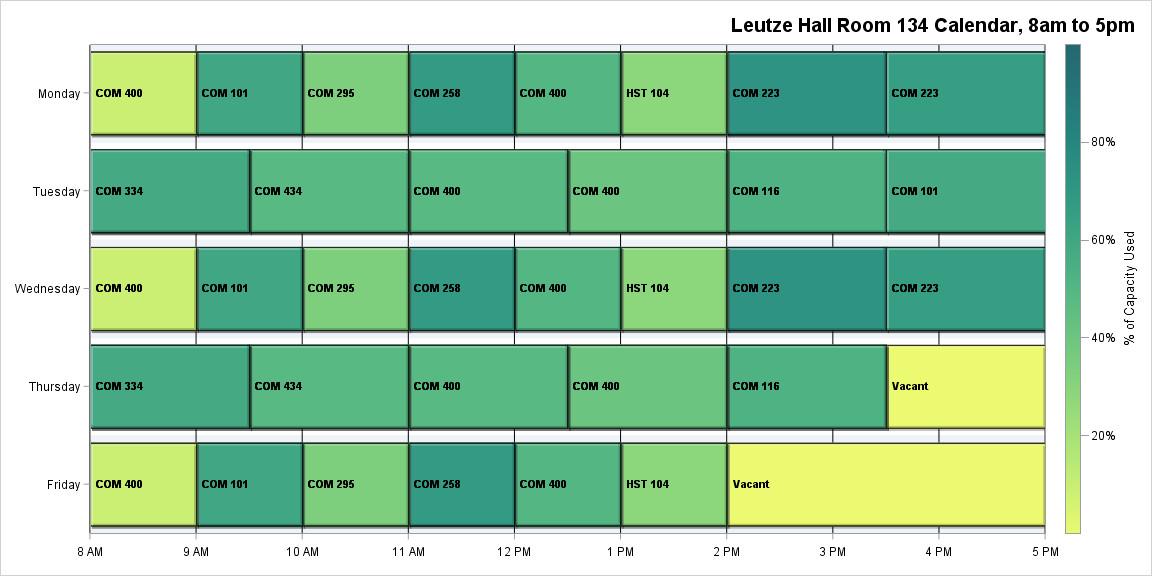 Leutze Hall Room 134 Calendar, 8am to 5pm
Monday
COM 400 COM 101 COM 295 COM 258 COM 400 HST 104 COM 223 COM 223
Tuesday
COM 334 COM 434 COM 400 COM 400 COM 116 COM 101
Wednesday
COM 400 COM 101 COM 295 COM 258 COM 400 HST 104 COM 223 COM 223
Thursday
COM 334 COM 434 COM 400 COM 400 COM 116 Vacant
Friday
COM 400 COM 101 COM 295 COM 258 COM 400 HST 104 Vacant
8 AM 9 AM 10 AM 11 AM 12 PM 1 PM 2 PM 3 PM 4 PM 5 PM
80%
60%
40%
20%
% of Capacity Used